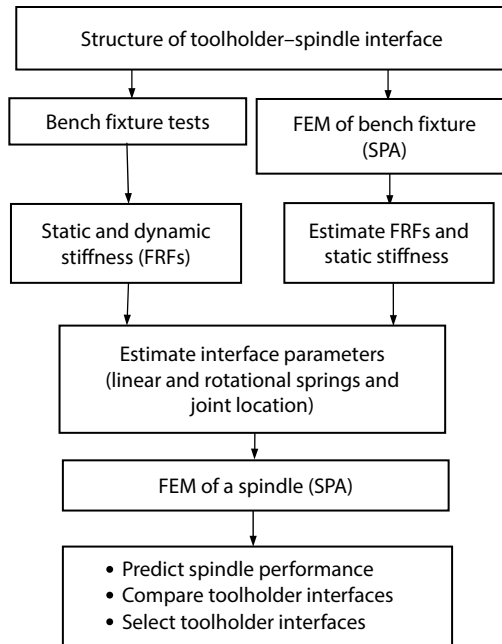 Structure of toolholder–spindle interface
Bench fixture tests
FEM of bench fixture
(SPA)
Static and dynamic
stiffness (FRFs)
Estimate FRFs and
static stiffness
Estimate interface parameters
(linear and rotational springs and
joint location)
FEM of a spindle (SPA)
• Predict spindle performance
• Compare toolholder interfaces
• Select toolholder interfaces